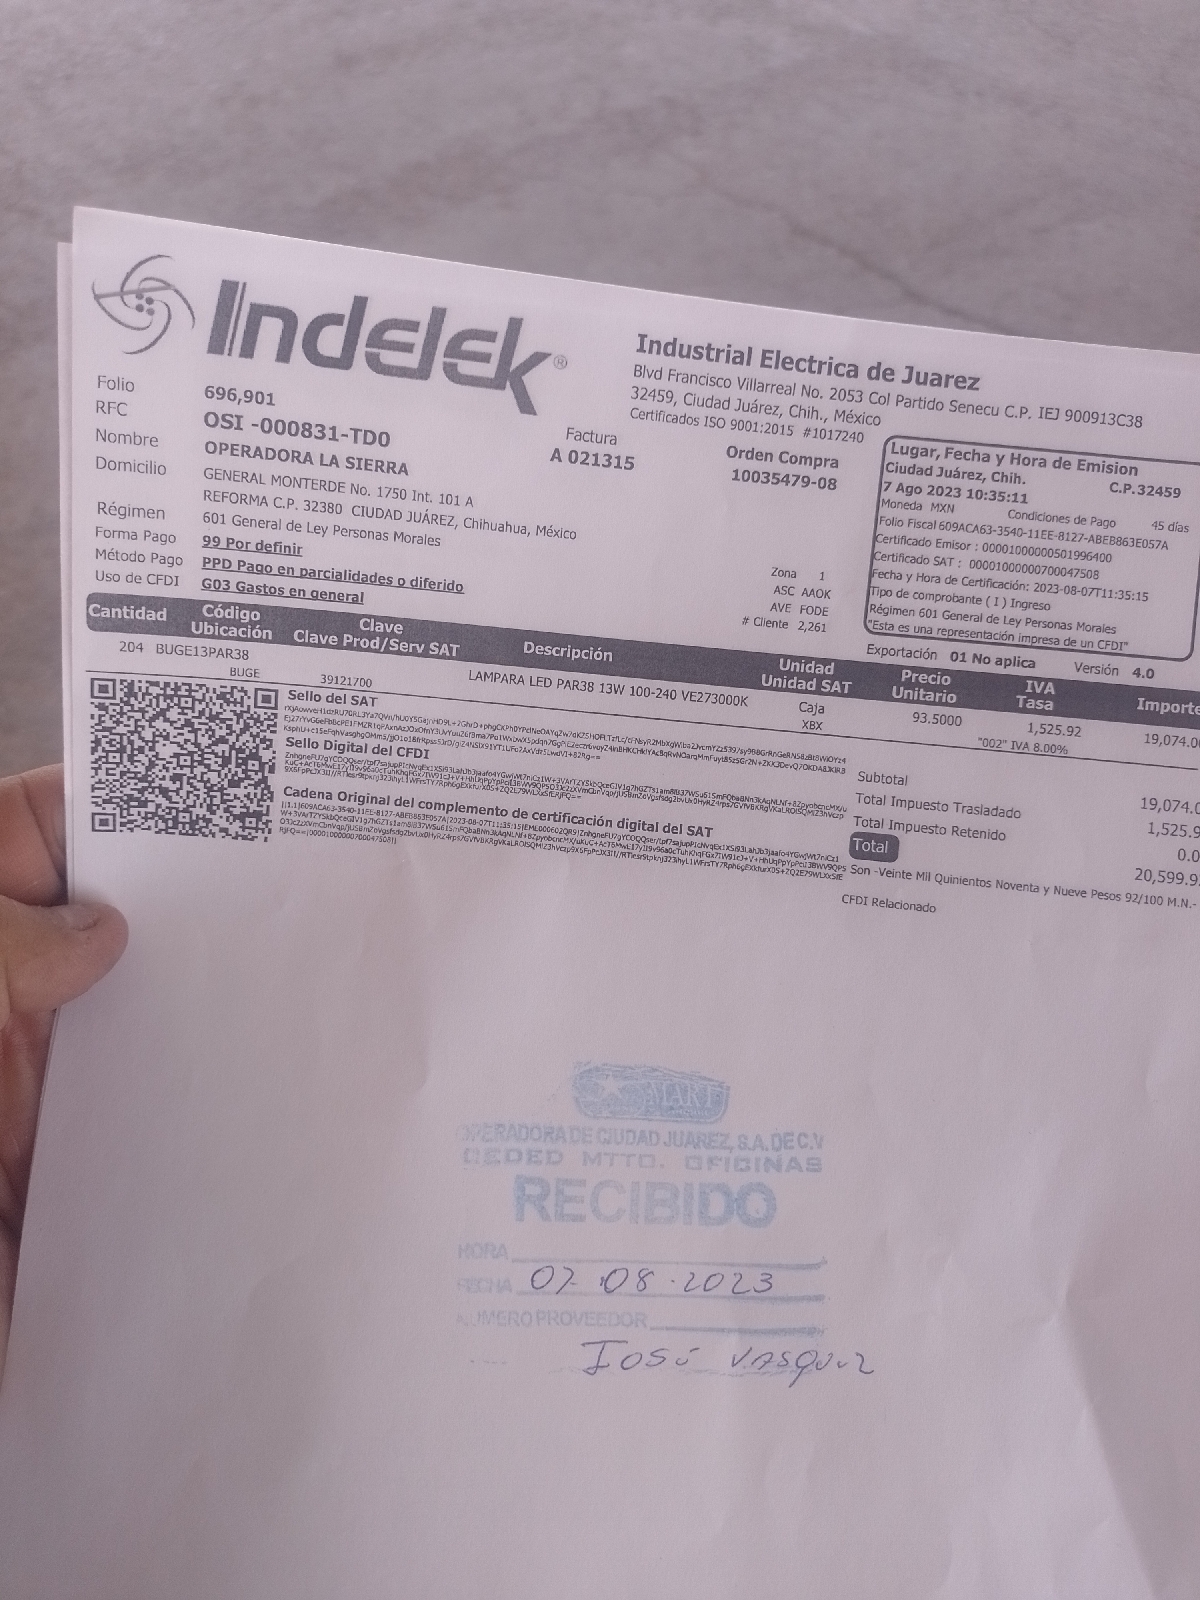 Indelek®
Industrial Electrica de Juarez
Blvd Francisco Villarreal No. 2053 Col Partido Senecu C.P. IEJ 900913C38
32459, Ciudad Juárez, Chih., México
Certificados ISO 9001:2015 #1017240
Folio 696,901
RFC OSI -000831-TD0
Nombre OPERADORA LA SIERRA
Domicilio GENERAL MONTERDE No. 1750 Int. 101 A
REFORMA C.P. 32380 CIUDAD JUÁREZ, Chihuahua, México
Régimen 601 General de Ley Personas Morales
Forma Pago 99 Por definir
Método Pago PPD Pago en parcialidades o diferido
Uso de CFDI G03 Gastos en general
Factura
A 021315
Orden Compra
10035479-08
Zona 1
ASC AAOK
AVE FODE
# Cliente 2,261
Lugar, Fecha y Hora de Emision
Ciudad Juárez, Chih. C.P.32459
7 Ago 2023 10:35:11
Moneda MXN Condiciones de Pago 45 días
Folio Fiscal 609ACA63-3540-11EE-8127-ABEB863E057A
Certificado Emisor : 00001000000501996400
Certificado SAT : 00001000000700047508
Fecha y Hora de Certificación: 2023-08-07T11:35:15
Tipo de comprobante ( I ) Ingreso
Régimen 601 General de Ley Personas Morales
"Esta es una representación impresa de un CFDI"
Exportación 01 No aplica Versión 4.0
Cantidad Código Ubicación Clave Clave Prod/Serv SAT Descripción Unidad Unidad SAT Precio Unitario IVA Tasa Importe
204 BUGE13PAR38 LAMPARA LED PAR38 13W 100-240 VE273000K Caja 93.5000 1,525.92 19,074.0
BUGE 39121700 XBX "002" IVA 8.00%
Sello del SAT
Sello Digital del CFDI
Cadena Original del complemento de certificación digital del SAT
Subtotal 19,074.0
Total Impuesto Trasladado 1,525.9
Total Impuesto Retenido 0.0
Total 20,599.9
Son -Veinte Mil Quinientos Noventa y Nueve Pesos 92/100 M.N.-
CFDI Relacionado
MART
OPERADORA DE CIUDAD JUAREZ, S.A. DE C.V
CEDED MTTO. OFICINAS
RECIBIDO
HORA
FECHA 07-08-2023
NUMERO PROVEEDOR
José VASQUEZ